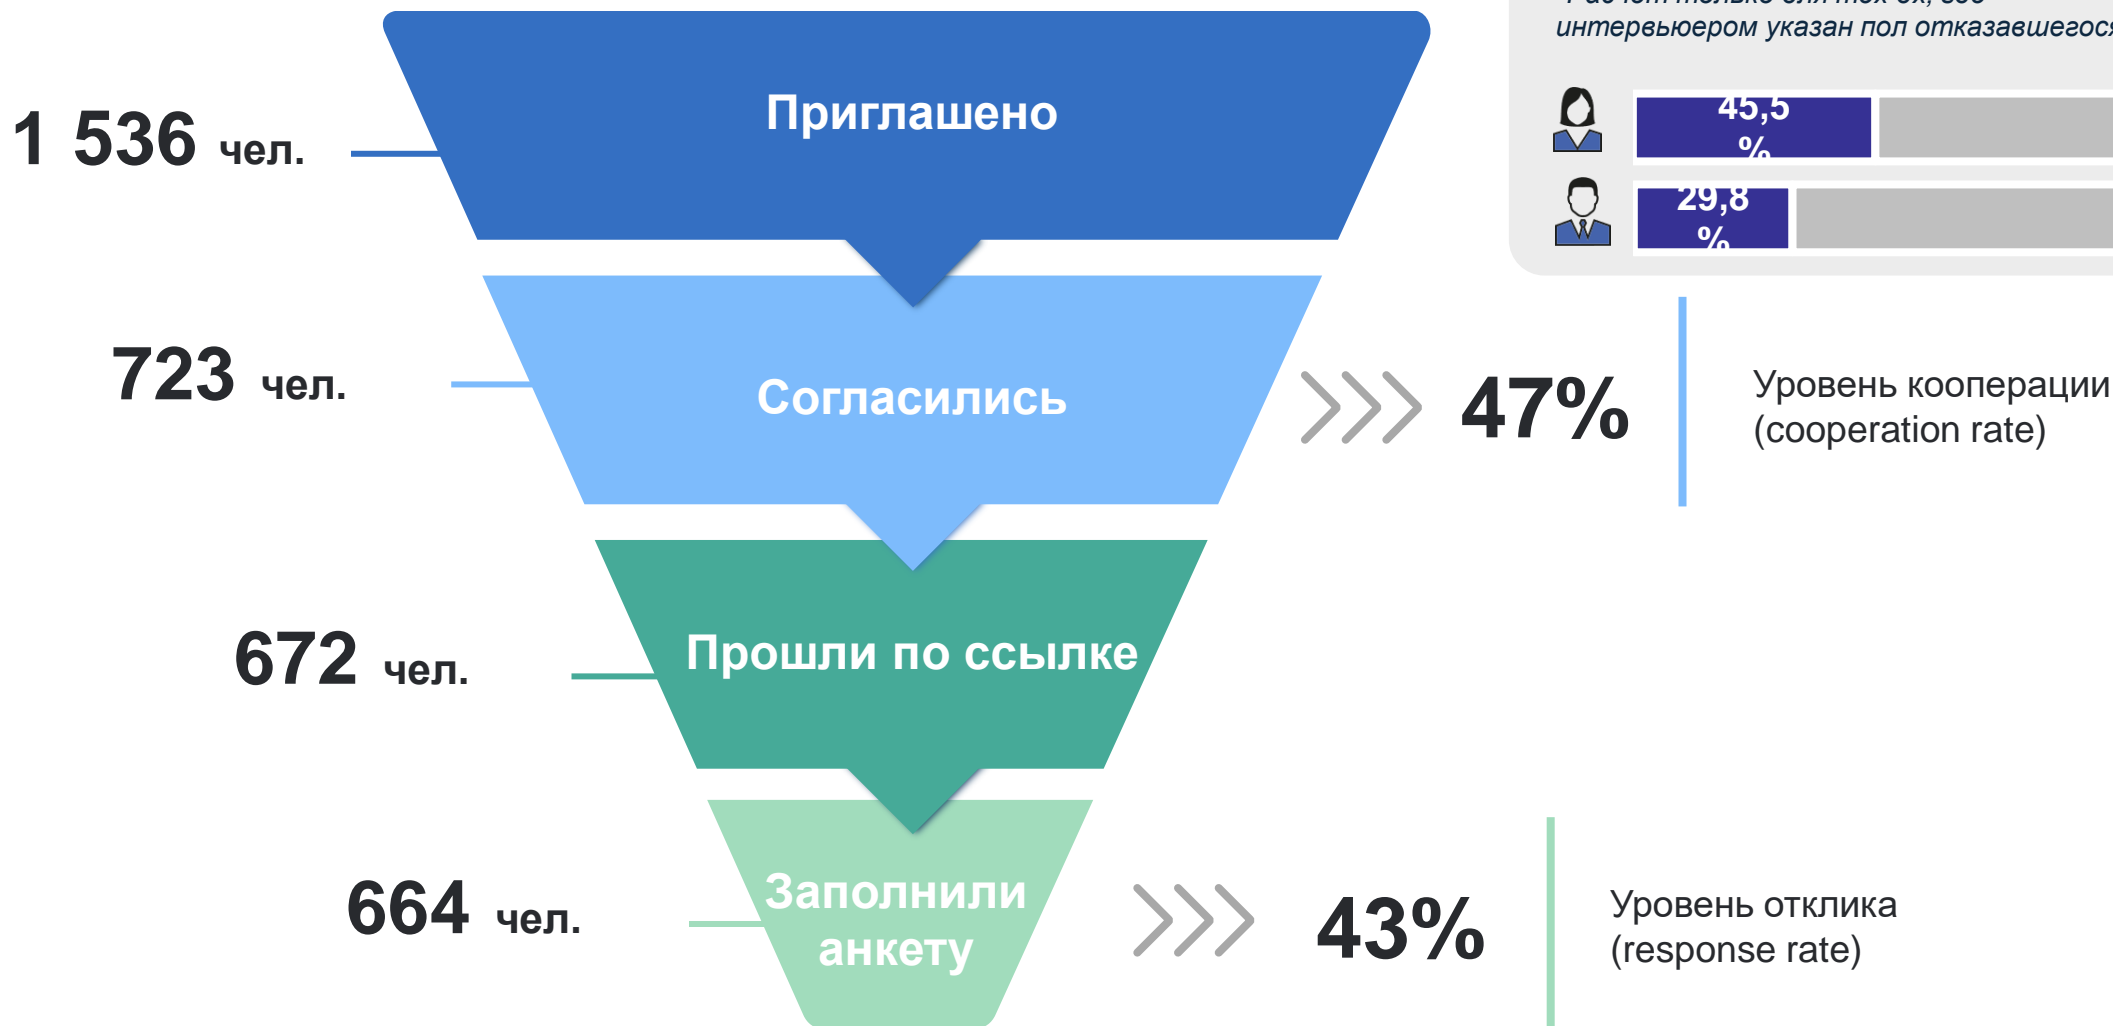 интервьюером указан пол отказавшегося
45,5
%
29,8
%
1 536 чел.
Приглашено
723 чел.
Согласились
47%
Уровень кооперации
(cooperation rate)
672 чел.
Прошли по ссылке
664 чел.
Заполнили
анкету
43%
Уровень отклика
(response rate)